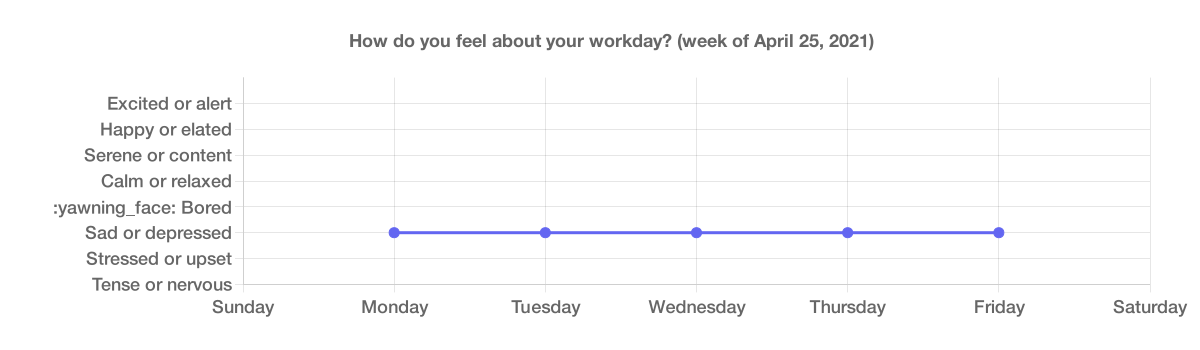 How do you feel about your workday? (week of April 25, 2021)
Excited or alert
Happy or elated
Serene or content
Calm or relaxed
:yawning_face: Bored
Sad or depressed
Stressed or upset
Tense or nervous
Sunday Monday Tuesday Wednesday Thursday Friday Saturday